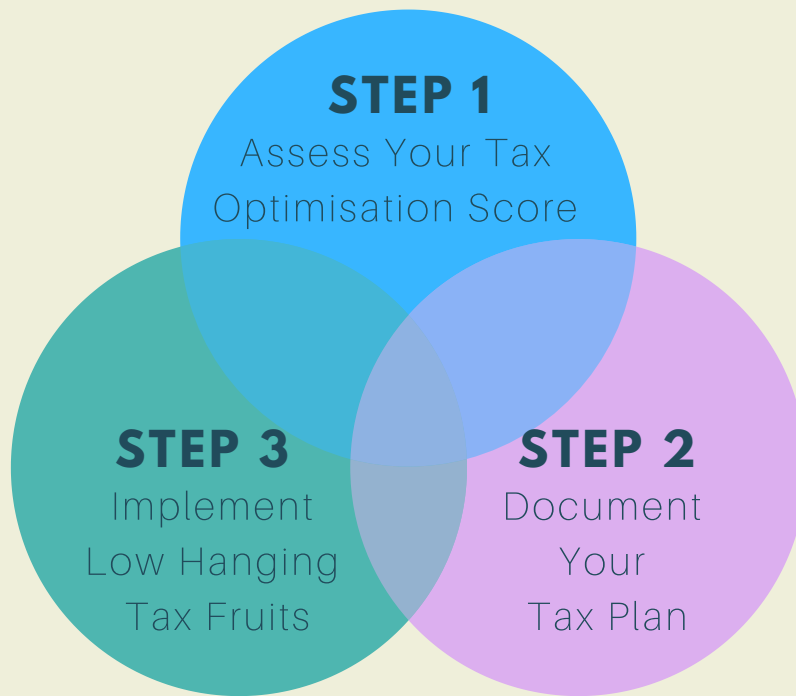 STEP 1
Assess Your Tax
Optimisation Score
STEP 3
Implement
Low Hanging
Tax Fruits
STEP 2
Document
Your
Tax Plan